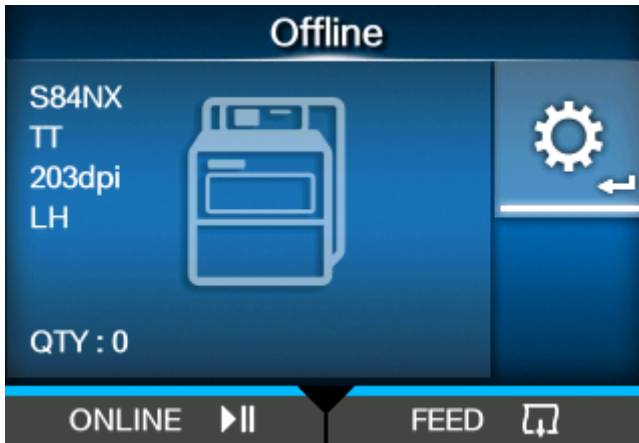 Offline
S84NX
TT
203dpi
LH
QTY : 0
ONLINE
FEED